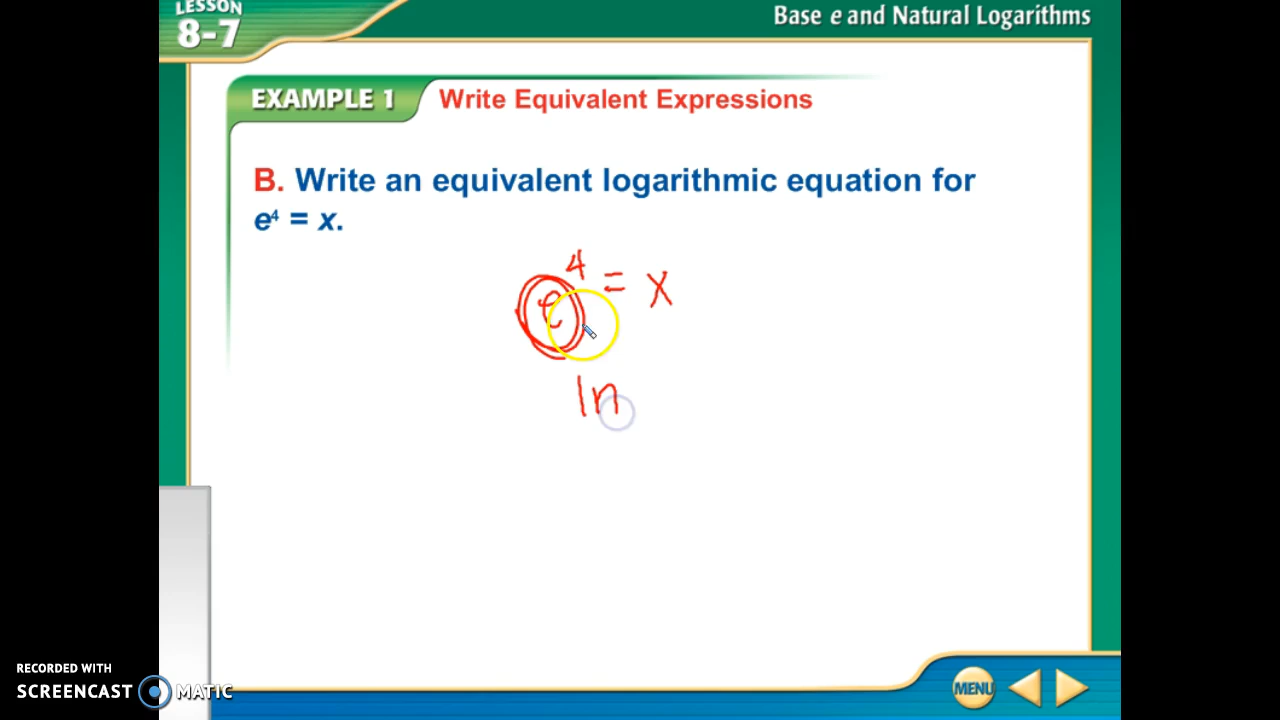 LESSON
8-7
Base e and Natural Logarithms
EXAMPLE 1
Write Equivalent Expressions
B. Write an equivalent logarithmic equation for
e⁴ = x.
e⁴ = x
ln
MENU
RECORDED WITH
SCREENCAST MATIC